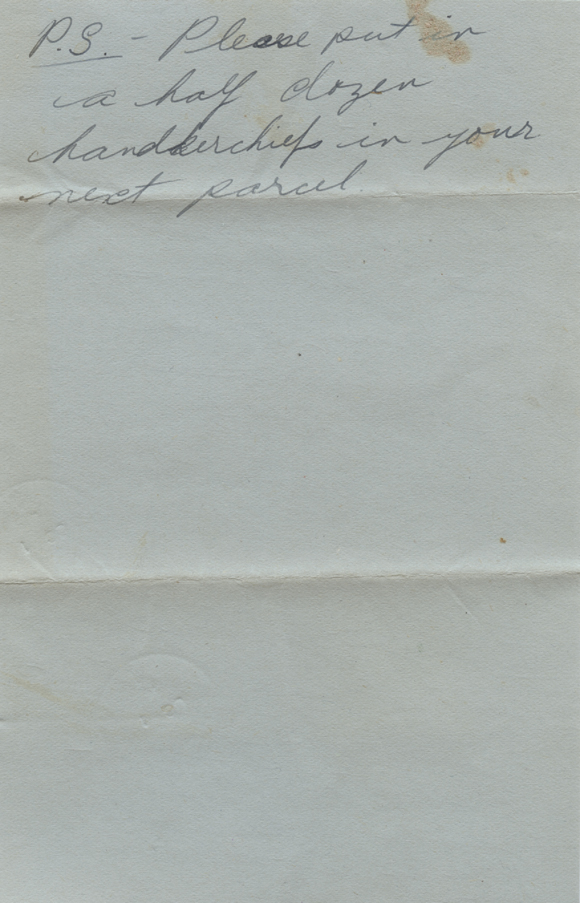 P.S. - Please put in
a half dozen
handkerchiefs in your
next parcel.